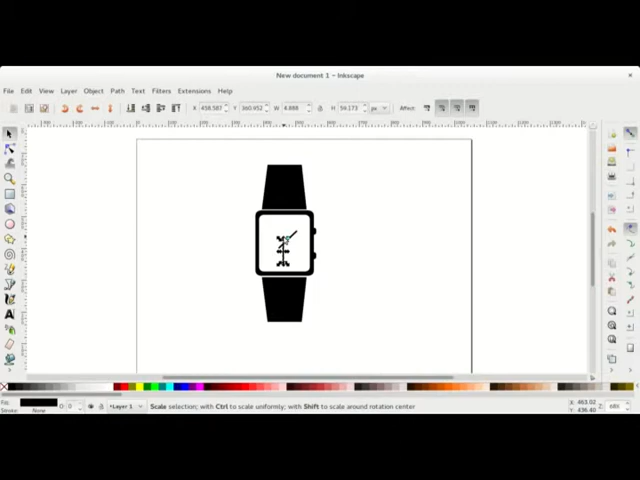 New document 1 - Inkscape
File Edit View Layer Object Path Text Filters Extensions Help
X 458.587 Y 360.952 W 4.888 H 59.173 px Affect:
Fill:
Stroke: None O: 0 Layer 1 Scale selection; with Ctrl to scale uniformly; with Shift to scale around rotation center
X: 463.02
Y: 436.40 Z: 68%